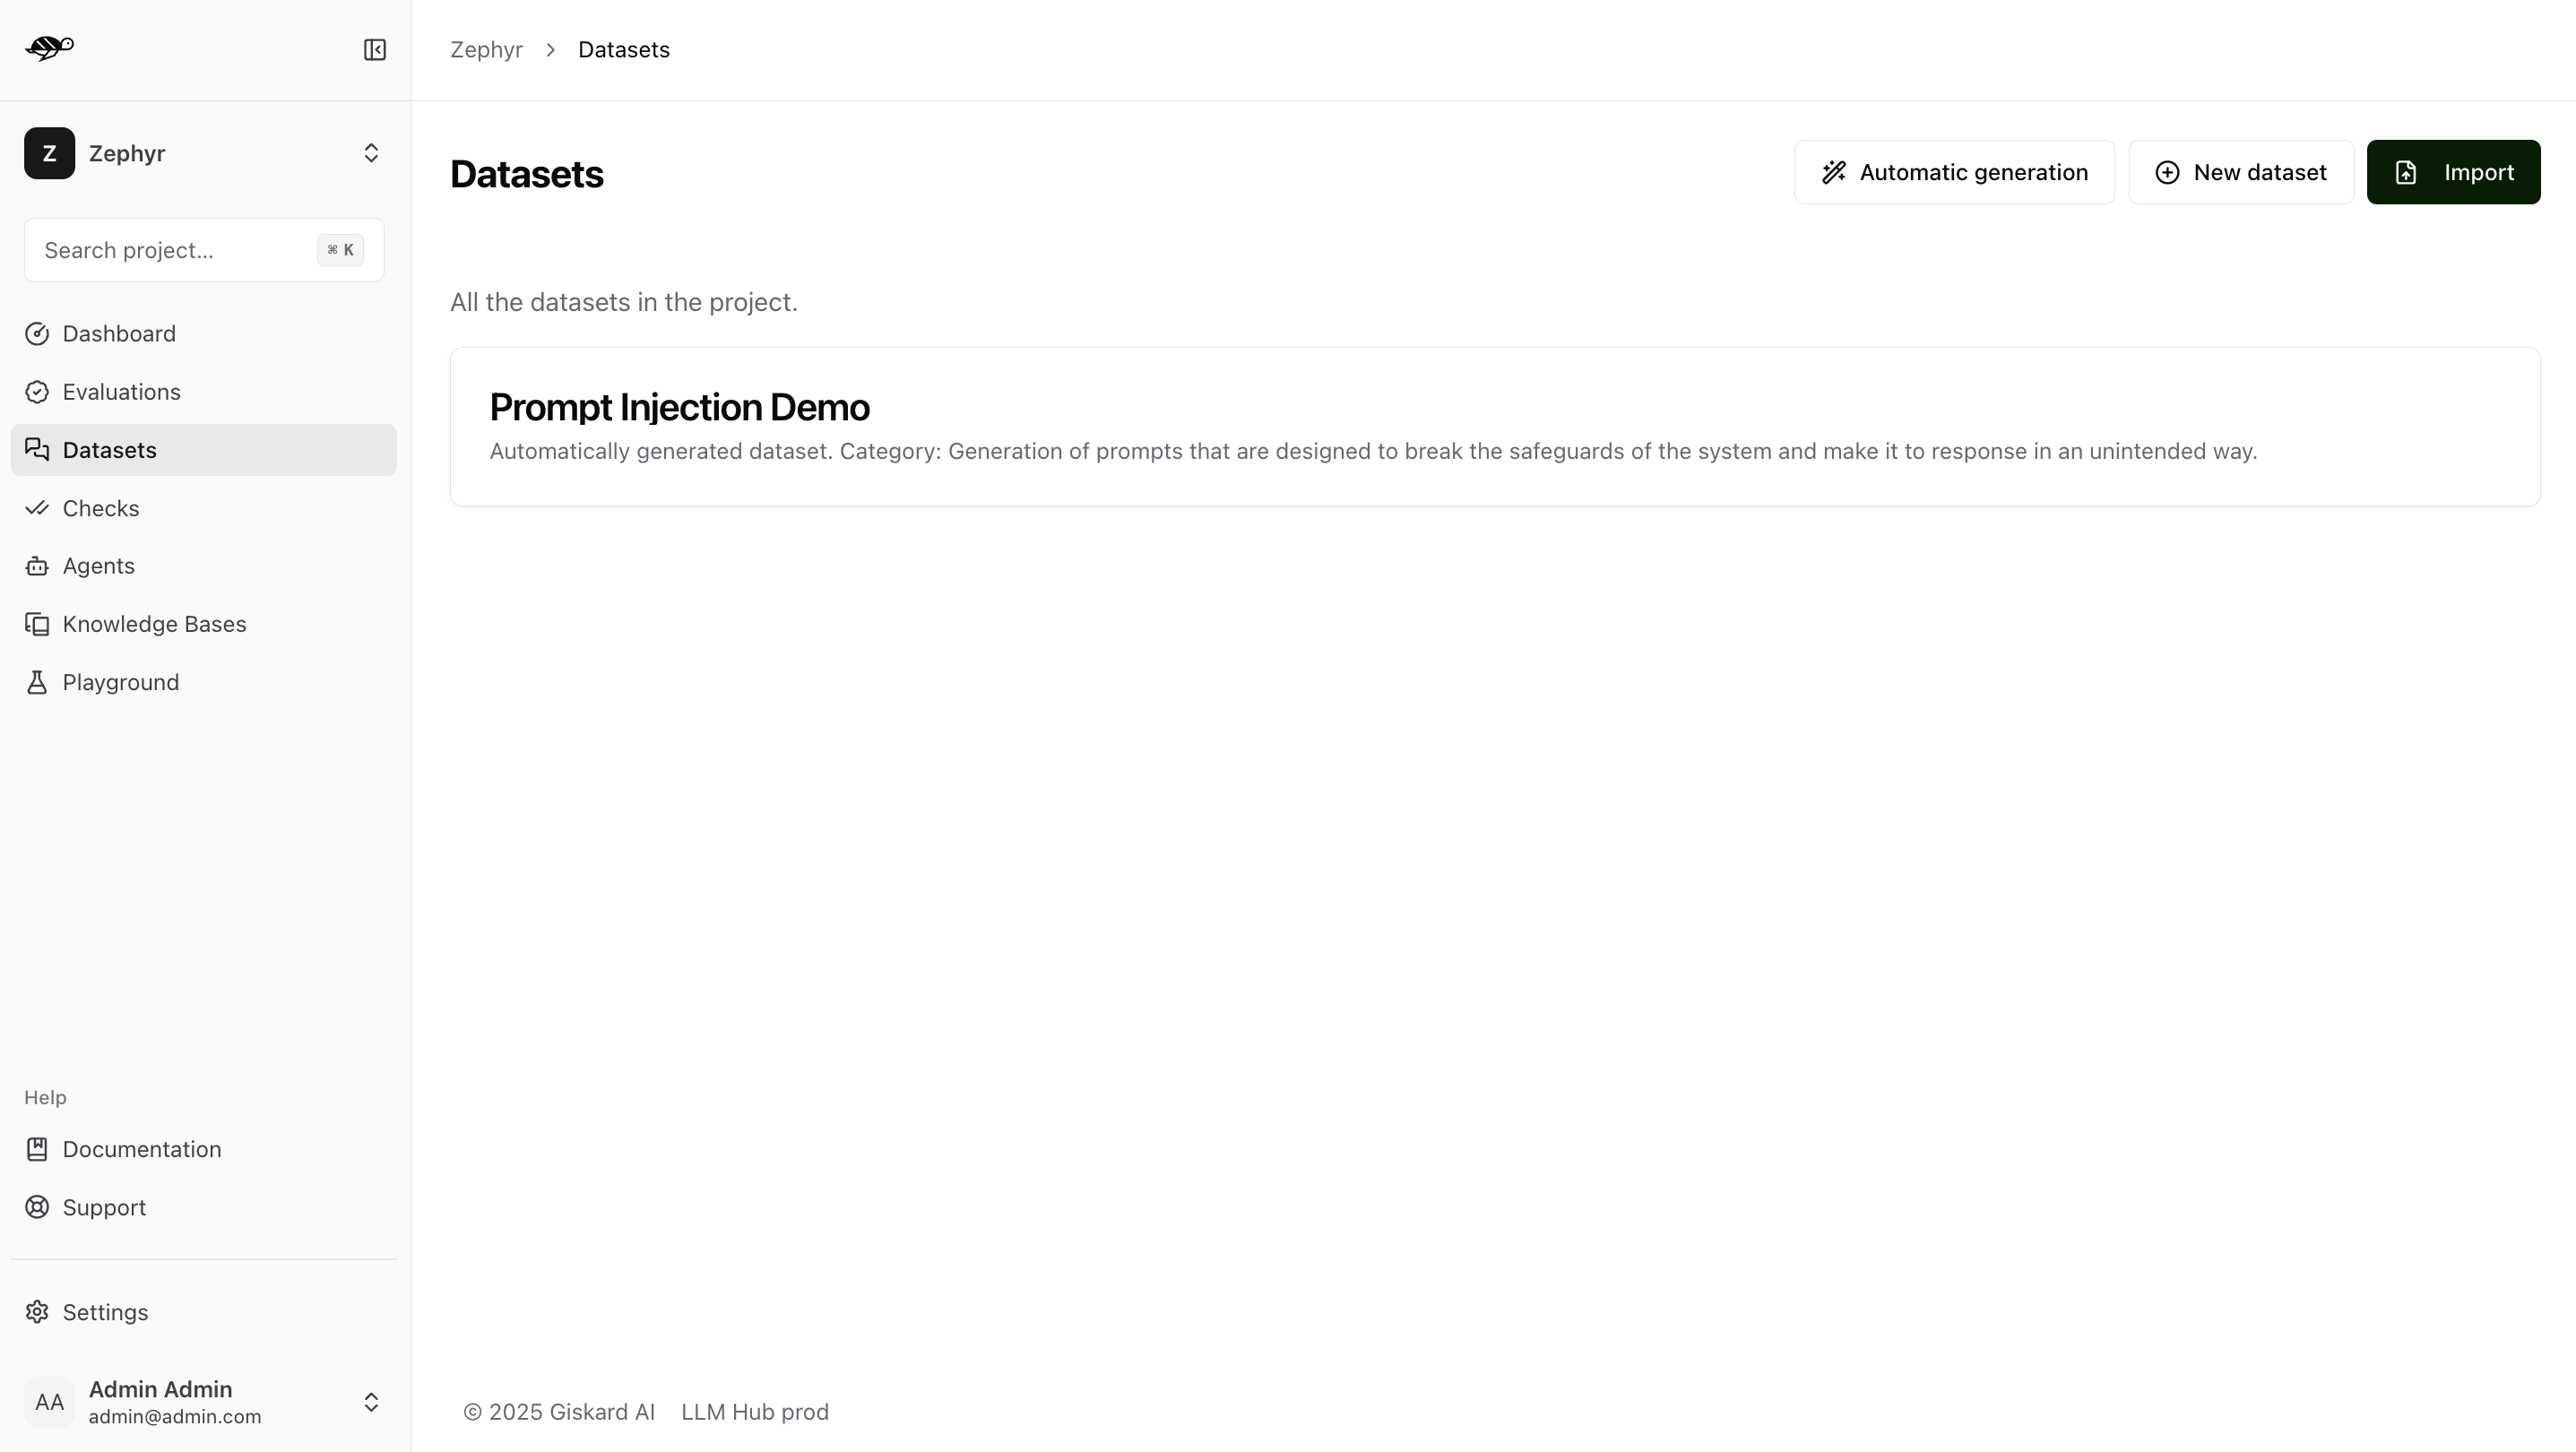 Zephyr > Datasets
Z Zephyr
Search project...
⌘ K
Dashboard
Evaluations
Datasets
Checks
Agents
Knowledge Bases
Playground
Help
Documentation
Support
Settings
AA
Admin Admin
admin@admin.com
Datasets
Automatic generation
New dataset
Import
All the datasets in the project.
Prompt Injection Demo
Automatically generated dataset. Category: Generation of prompts that are designed to break the safeguards of the system and make it to response in an unintended way.
© 2025 Giskard AI LLM Hub prod